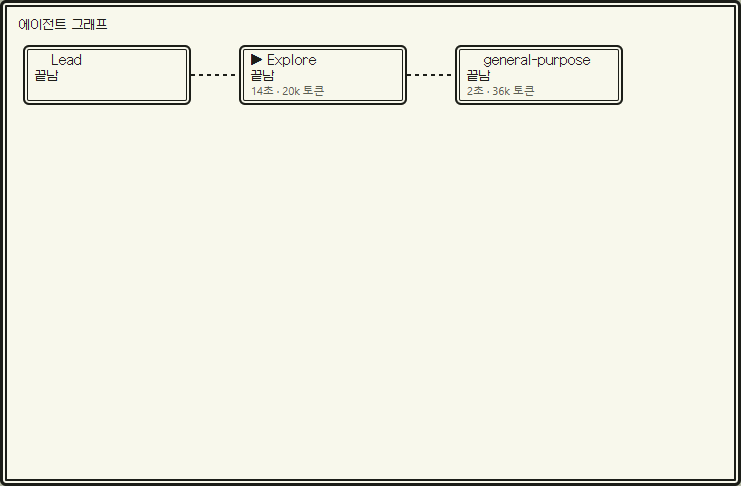 에이전트 그래프
Lead
끝남
▶ Explore
끝남
14초 · 20k 토큰
general-purpose
끝남
2초 · 36k 토큰